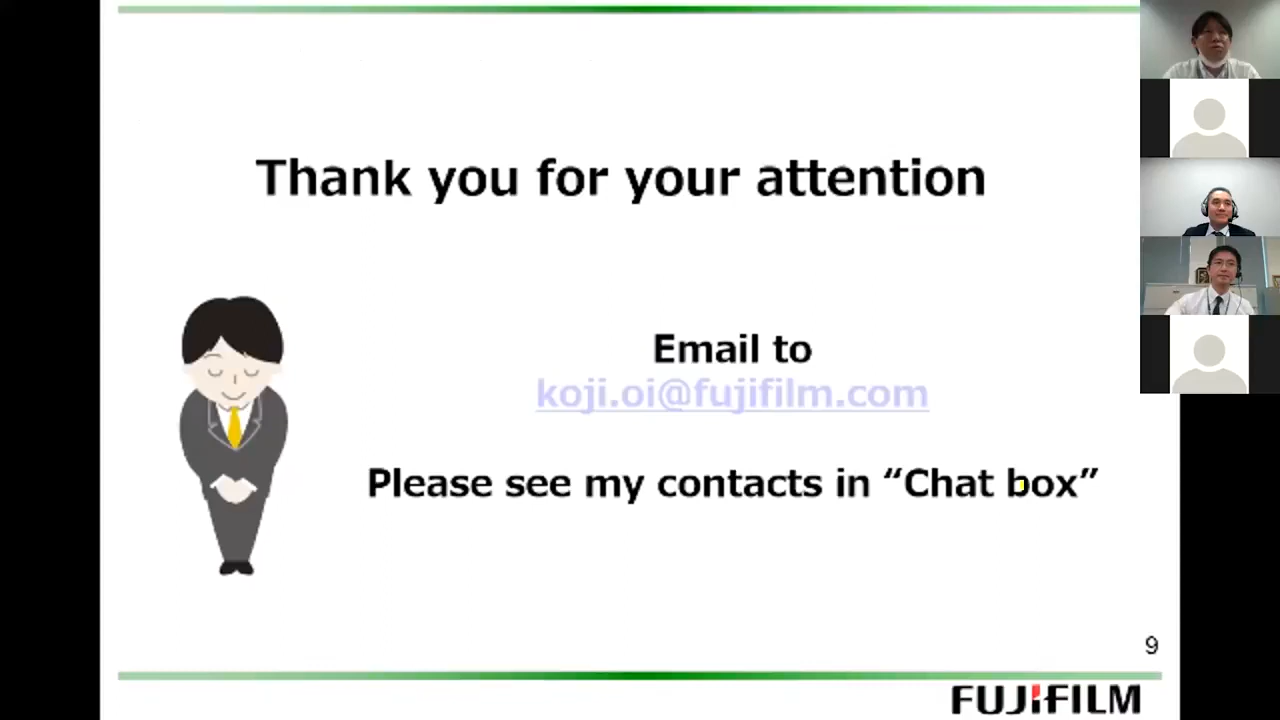 Thank you for your attention
Email to
koji.oi@fujifilm.com
Please see my contacts in “Chat box”
9
FUJIFILM